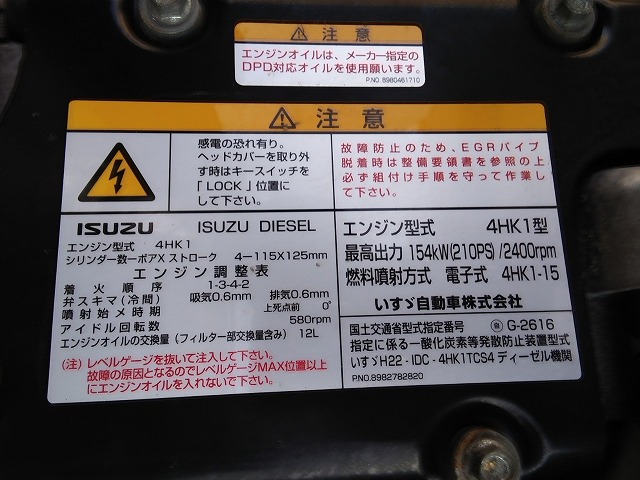 注意
エンジンオイルは、メーカー指定の
DPD対応オイルを使用願います。
P.NO. 8980461710
注意
感電の恐れ有り。
ヘッドカバーを取り外
す時はキースイッチを
「LOCK」位置に
して下さい。
故障防止のため、EGRパイプ
脱着時は整備要領書を参照の上
必ず組付け手順を守って作業し
て下さい。
ISUZU ISUZU DIESEL
エンジン型式 4HK1
シリンダ数ーボアXストローク 4-115X125mm
エンジン調整表
着火順序 1-3-4-2
弁スキマ(冷間) 吸気0.6mm 排気0.6mm
噴射始メ時期 上死点前 0°
アイドル回転数 580rpm
エンジンオイルの交換量(フィルター部交換量含み) 12L
(注)レベルゲージを抜いて注入して下さい。
故障の原因となるのでレベルゲージMAX位置以上
にエンジンオイルを入れないで下さい。
エンジン型式 4HK1型
最高出力 154kW(210PS)/2400rpm
燃料噴射方式 電子式 4HK1-15
いすゞ自動車株式会社
国土交通省型式指定番号 自 G-2616
指定に係る一酸化炭素等発散防止装置型式
いすゞH22-IDC-4HK1TCS4 ディーゼル機関
P.NO.8982782820